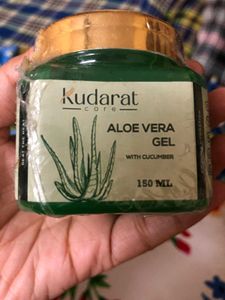 Kudarat
care
ALOE VERA
GEL
WITH CUCUMBER
150 ML